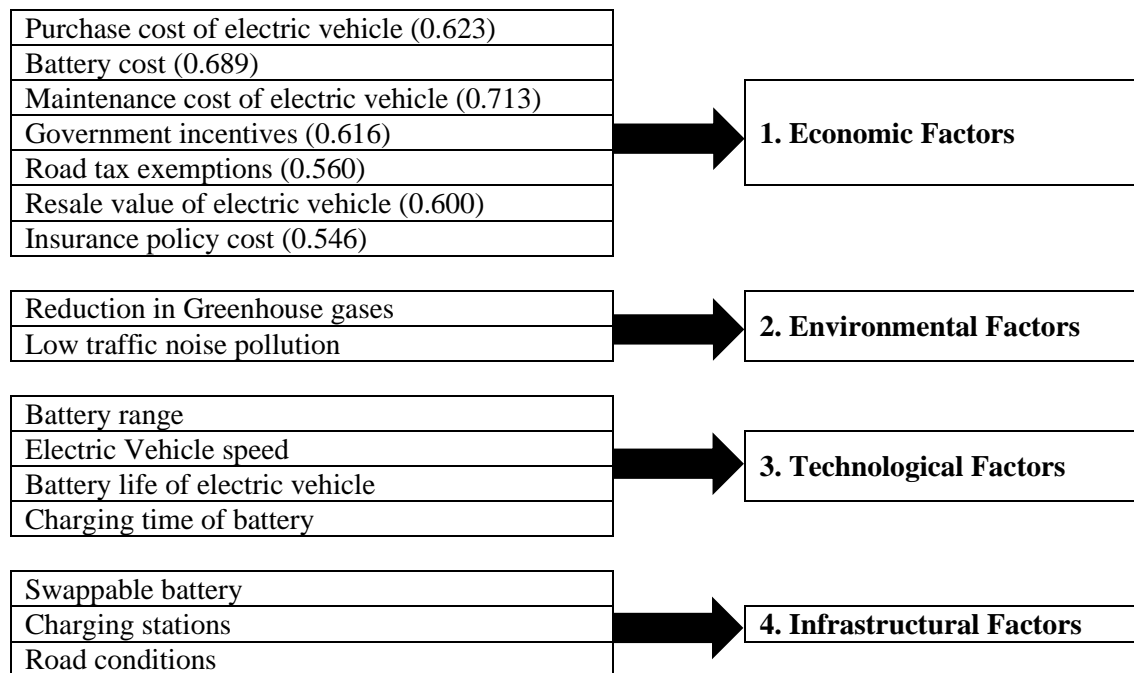 Purchase cost of electric vehicle (0.623)
Battery cost (0.689)
Maintenance cost of electric vehicle (0.713)
Government incentives (0.616)
Road tax exemptions (0.560)
Resale value of electric vehicle (0.600)
Insurance policy cost (0.546)
1. Economic Factors
Reduction in Greenhouse gases
Low traffic noise pollution
2. Environmental Factors
Battery range
Electric Vehicle speed
Battery life of electric vehicle
Charging time of battery
3. Technological Factors
Swappable battery
Charging stations
Road conditions
4. Infrastructural Factors